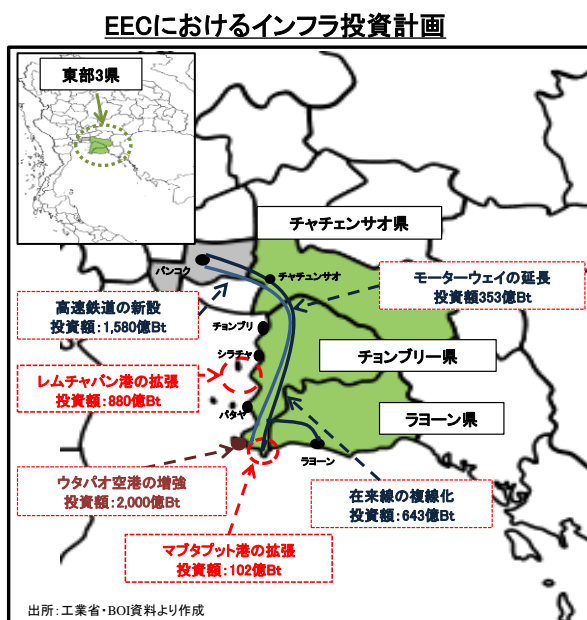 EECにおけるインフラ投資計画
東部3県
チャチェンサオ県
バンコク
チャチュンサオ
モーターウェイの延長
投資額353億Bt
高速鉄道の新設
投資額：1,580億Bt
チョンブリ
シラチャ
チョンブリー県
レムチャバン港の拡張
投資額：880億Bt
パタヤ
ラヨーン県
ラヨーン
ウタパオ空港の増強
投資額：2,000億Bt
在来線の複線化
投資額：643億Bt
マプタプット港の拡張
投資額：102億Bt
出所：工業省・BOI資料より作成